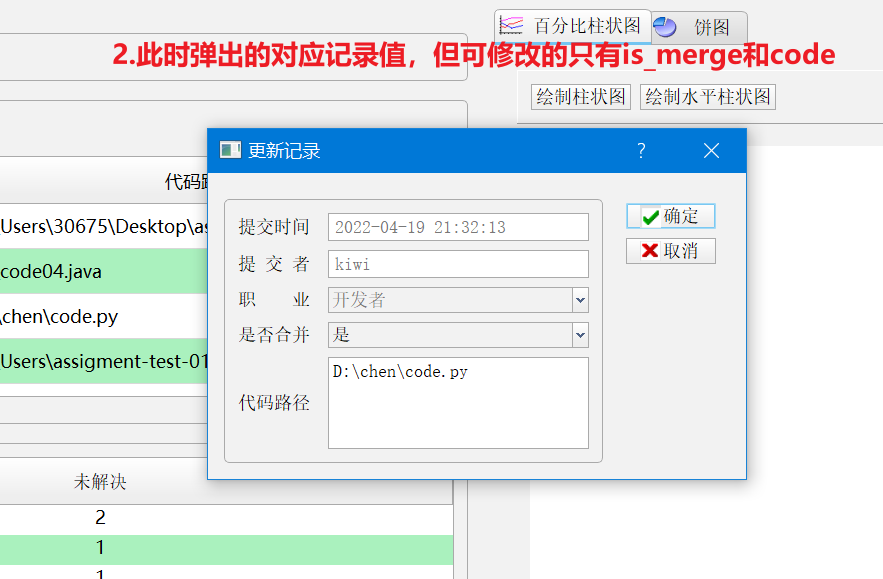 百分比柱状图
饼图
2.此时弹出的对应记录值，但可修改的只有is_merge和code
绘制柱状图
绘制水平柱状图
更新记录
?
代码路
提交时间
2022-04-19 21:32:13
确定
Users\30675\Desktop\as
提 交 者
kiwi
取消
code04.java
职 业
开发者
\chen\code.py
是否合并
是
Users\assigment-test-01
代码路径
D:\chen\code.py
未解决
2
1
1